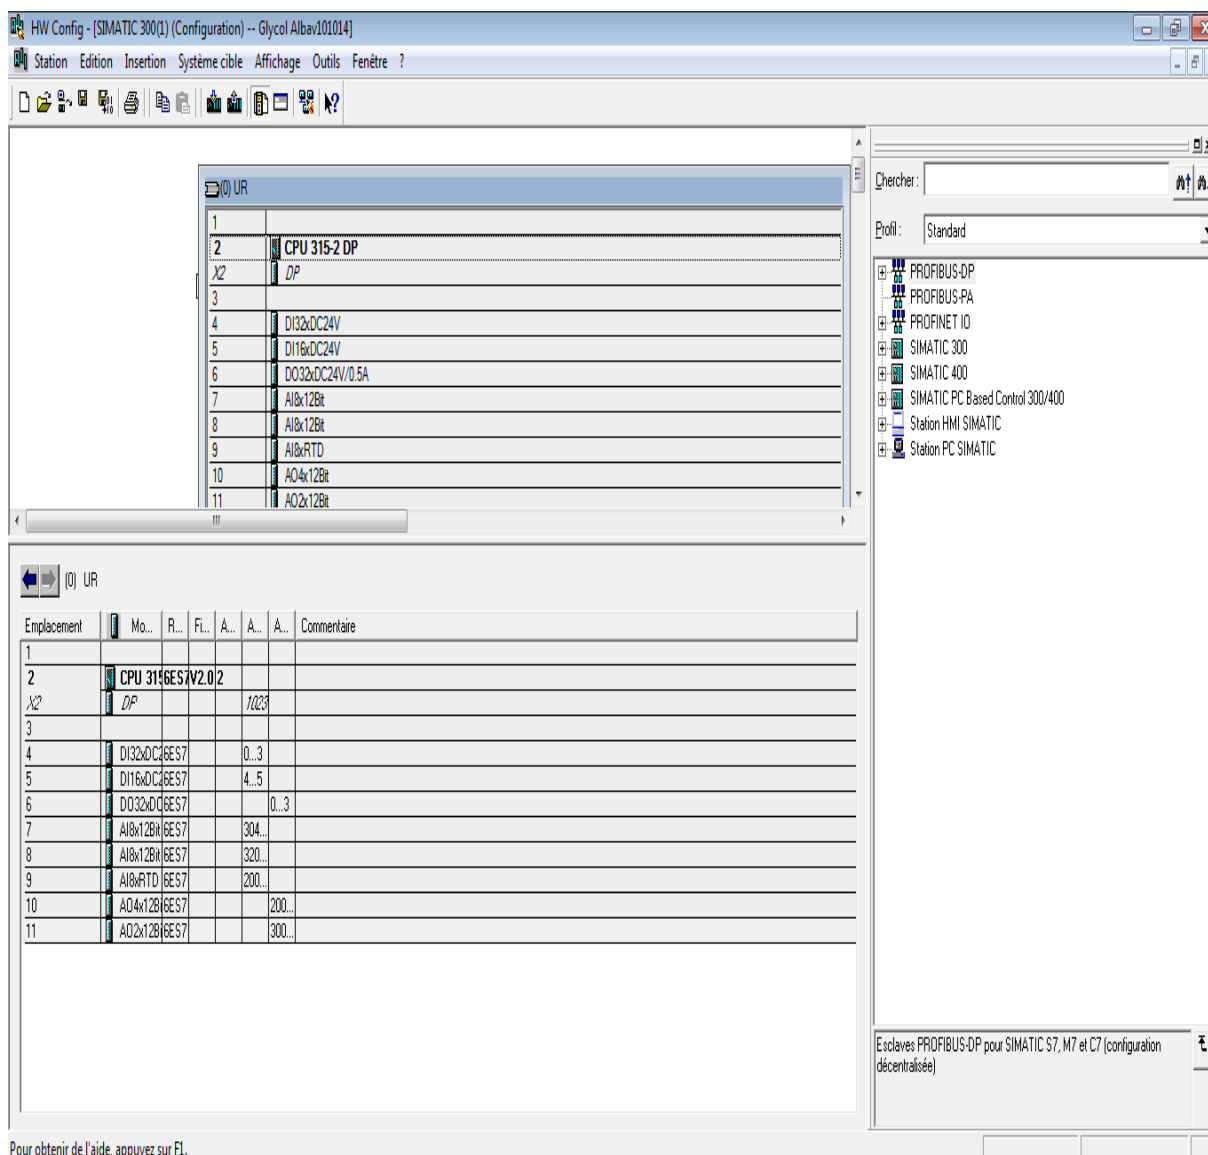 HW Config - [SIMATIC 300(1) (Configuration) -- Glycol Albav101014]
Station Edition Insertion Système cible Affichage Outils Fenêtre ?
(0) UR
1
2 CPU 315-2 DP
X2 DP
3
4 DI32xDC24V
5 DI16xDC24V
6 DO32xDC24V/0.5A
7 AI8x12Bit
8 AI8x12Bit
9 AI8xRTD
10 AO4x12Bit
11 AO2x12Bit
Chercher :
Profil : Standard
PROFIBUS-DP
PROFIBUS-PA
PROFINET IO
SIMATIC 300
SIMATIC 400
SIMATIC PC Based Control 300/400
Station HMI SIMATIC
Station PC SIMATIC
(0) UR
Emplacement Mo... R... Fi... A... A... A... Commentaire
1
2 CPU 315 6ES7 V2.0 2
X2 DP 1023
3
4 DI32xDC2 6ES7 0...3
5 DI16xDC2 6ES7 4...5
6 DO32xDC 6ES7 0...3
7 AI8x12Bit 6ES7 304...
8 AI8x12Bit 6ES7 320...
9 AI8xRTD 6ES7 200...
10 AO4x12Bi 6ES7 200...
11 AO2x12Bi 6ES7 300...
Esclaves PROFIBUS-DP pour SIMATIC S7, M7 et C7 (configuration
décentralisée)
Pour obtenir de l'aide, appuyez sur F1.